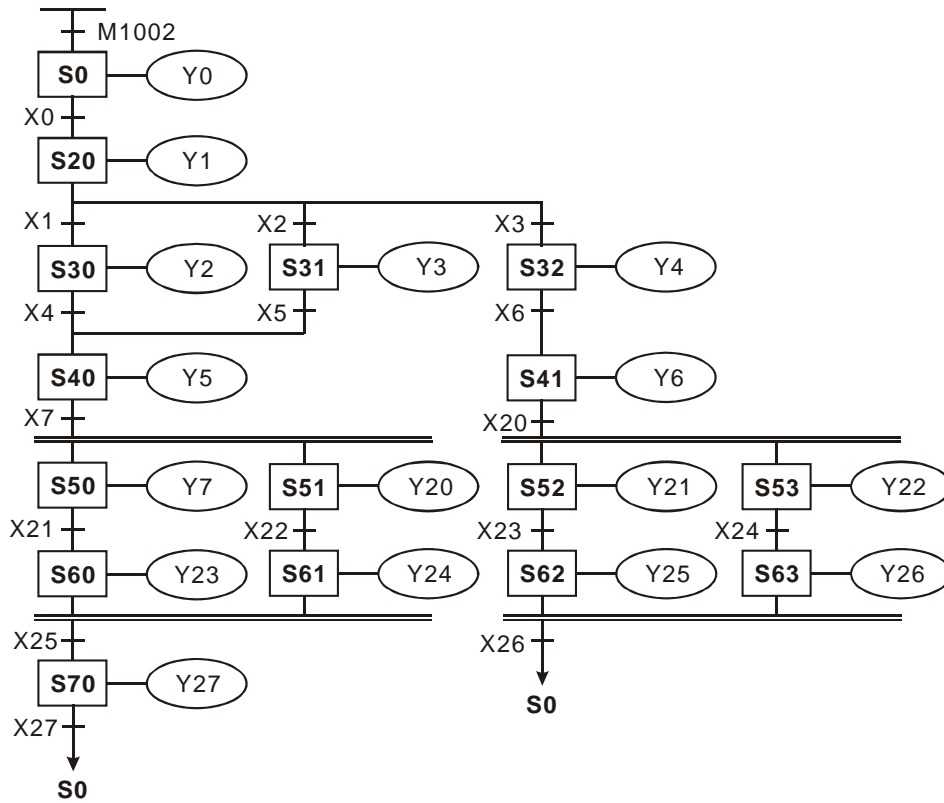 M1002
S0 Y0
X0
S20 Y1
X1 X2 X3
S30 Y2 S31 Y3 S32 Y4
X4 X5 X6
S40 Y5 S41 Y6
X7 X20
S50 Y7 S51 Y20 S52 Y21 S53 Y22
X21 X22 X23 X24
S60 Y23 S61 Y24 S62 Y25 S63 Y26
X25 X26
S70 Y27 S0
X27
S0